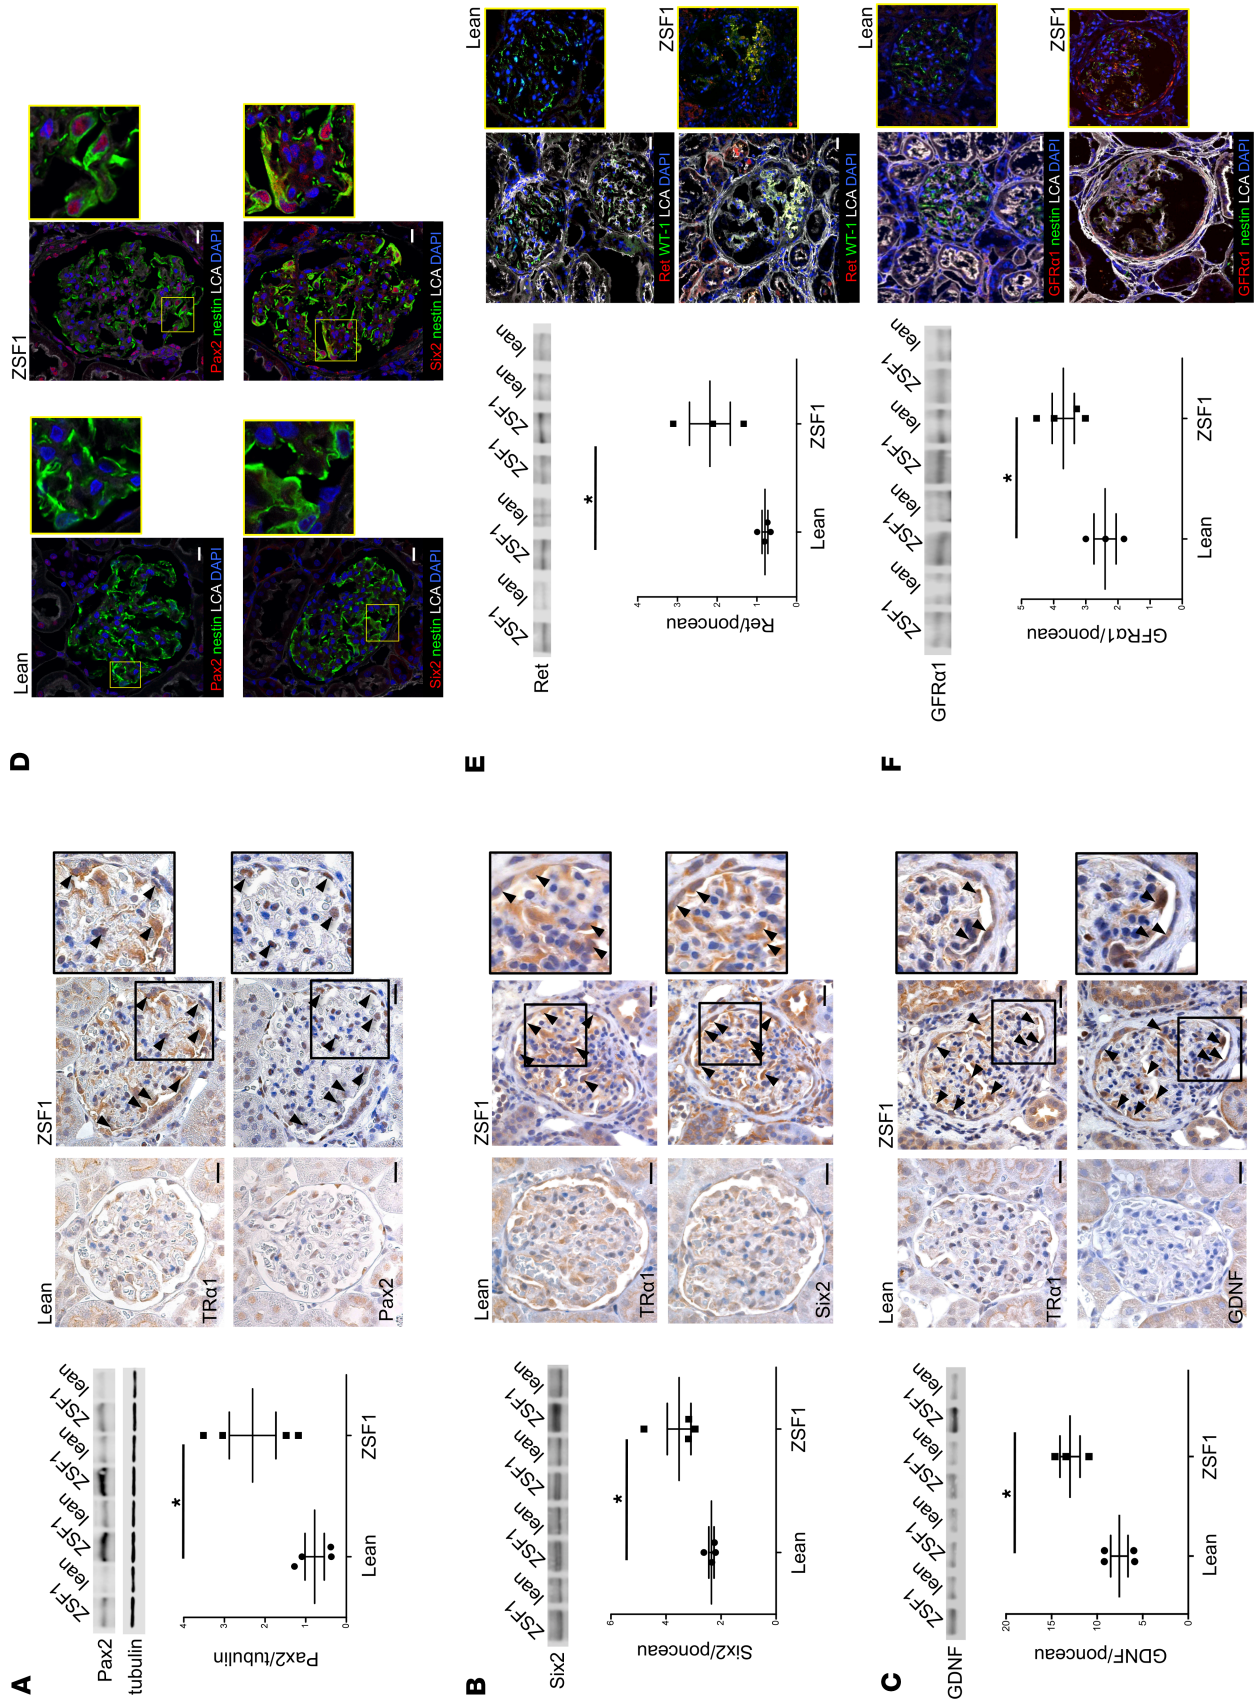 A
Pax2
tubulin
ZSF1 lean ZSF1 lean ZSF1 lean ZSF1 lean
Pax2/tubulin
4
3
2
1
0
*
Lean ZSF1
Lean ZSF1
TRα1
Pax2
B
Six2
ZSF1 lean ZSF1 lean ZSF1 lean ZSF1 lean
Six2/ponceau
6
4
2
0
*
Lean ZSF1
Lean ZSF1
TRα1
Six2
C
GDNF
ZSF1 lean ZSF1 lean ZSF1 lean ZSF1 lean
GDNF/ponceau
20
15
10
5
0
*
Lean ZSF1
Lean ZSF1
TRα1
GDNF
D
Lean ZSF1
Pax2 nestin LCA DAPI
Pax2 nestin LCA DAPI
Six2 nestin LCA DAPI
Six2 nestin LCA DAPI
E
Ret
ZSF1 lean ZSF1 lean ZSF1 ZSF1 lean lean
Ret/ponceau
4
3
2
1
0
*
Lean ZSF1
Lean
Ret WT-1 LCA DAPI
ZSF1
Ret WT-1 LCA DAPI
F
GFRα1
ZSF1 lean ZSF1 lean ZSF1 lean ZSF1 lean
GFRα1/ponceau
5
4
3
2
1
0
*
Lean ZSF1
Lean
GFRα1 nestin LCA DAPI
ZSF1
GFRα1 nestin LCA DAPI